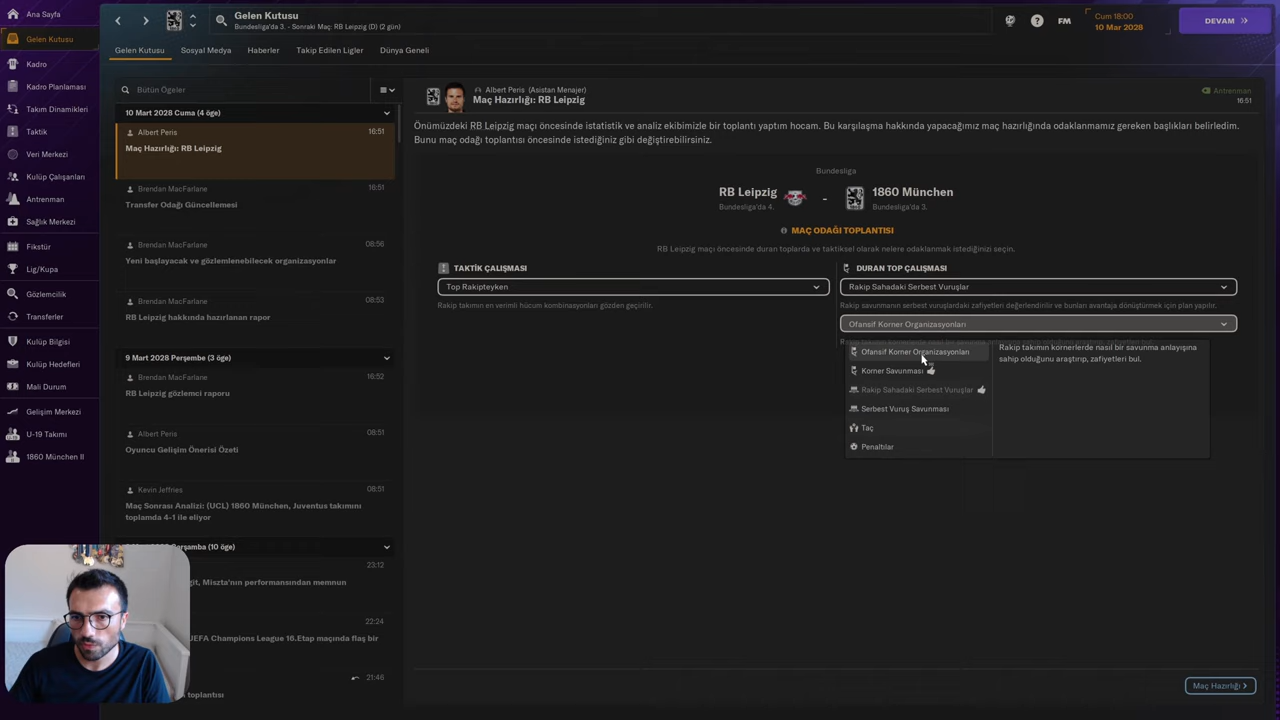 Ana Sayfa
Gelen Kutusu
Kadro
Kadro Planlaması
Takım Dinamikleri
Taktik
Veri Merkezi
Kulüp Çalışanları
Antrenman
Sağlık Merkezi
Fikstür
Lig/Kupa
Gözlemcilik
Transferler
Kulüp Bilgisi
Kulüp Hedefleri
Mali Durum
Gelişim Merkezi
U-19 Takımı
1860 München II
Gelen Kutusu
Bundesliga'da 3. - Sonraki Maç: RB Leipzig (D) (2 gün)
FM
Cum 18:00
10 Mar 2028
DEVAM
Gelen Kutusu
Sosyal Medya
Haberler
Takip Edilen Ligler
Dünya Geneli
Bütün Ögeler
10 Mart 2028 Cuma (4 öge)
Albert Peris
16:51
Maç Hazırlığı: RB Leipzig
Brendan MacFarlane
16:51
Transfer Odağı Güncellemesi
Brendan MacFarlane
08:56
Yeni başlayacak ve gözlemlenebilecek organizasyonlar
Brendan MacFarlane
08:53
RB Leipzig hakkında hazırlanan rapor
9 Mart 2028 Perşembe (3 öge)
Brendan MacFarlane
16:52
RB Leipzig gözlemci raporu
Albert Peris
08:51
Oyuncu Gelişim Önerisi Özeti
Kevin Jeffries
08:51
Maç Sonrası Analizi: (UCL) 1860 München, Juventus takımını
toplamda 4-1 ile eliyor
(10 öge)
23:12
Miszta'nın performansından memnun
22:24
UEFA Champions League 16.Etap maçında flaş bir
21:46
toplantısı
Albert Peris (Asistan Menajer)
Maç Hazırlığı: RB Leipzig
Antrenman
16:51
Önümüzdeki RB Leipzig maçı öncesinde istatistik ve analiz ekibimizle bir toplantı yaptım hocam. Bu karşılaşma hakkında yapacağımız maç hazırlığında odaklanmamız gereken başlıkları belirledim.
Bunu maç odağı toplantısı öncesinde istediğiniz gibi değiştirebilirsiniz.
Bundesliga
RB Leipzig
Bundesliga'da 4.
-
1860 München
Bundesliga'da 3.
MAÇ ODAĞI TOPLANTISI
RB Leipzig maçı öncesinde duran toplarda ve taktiksel olarak nelere odaklanmak istediğinizi seçin.
TAKTİK ÇALIŞMASI
Top Rakipteyken
Rakip takımın en verimli hücum kombinasyonları gözden geçirilir.
DURAN TOP ÇALIŞMASI
Rakip Sahadaki Serbest Vuruşlar
Rakip savunmanın serbest vuruşlardaki zafiyetleri değerlendirilir ve bunları avantaja dönüştürmek için plan yapılır.
Ofansif Korner Organizasyonları
Ofansif Korner Organizasyonları
Korner Savunması
Rakip Sahadaki Serbest Vuruşlar
Serbest Vuruş Savunması
Taç
Penaltılar
Rakip takımın kornerlerde nasıl bir savunma anlayışına
sahip olduğunu araştırıp, zafiyetleri bul.
Maç Hazırlığı